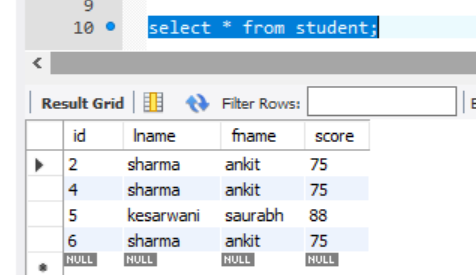 9
10 select * from student;
Result Grid Filter Rows: E
id lname fname score
2 sharma ankit 75
4 sharma ankit 75
5 kesarwani saurabh 88
6 sharma ankit 75
NULL NULL NULL NULL